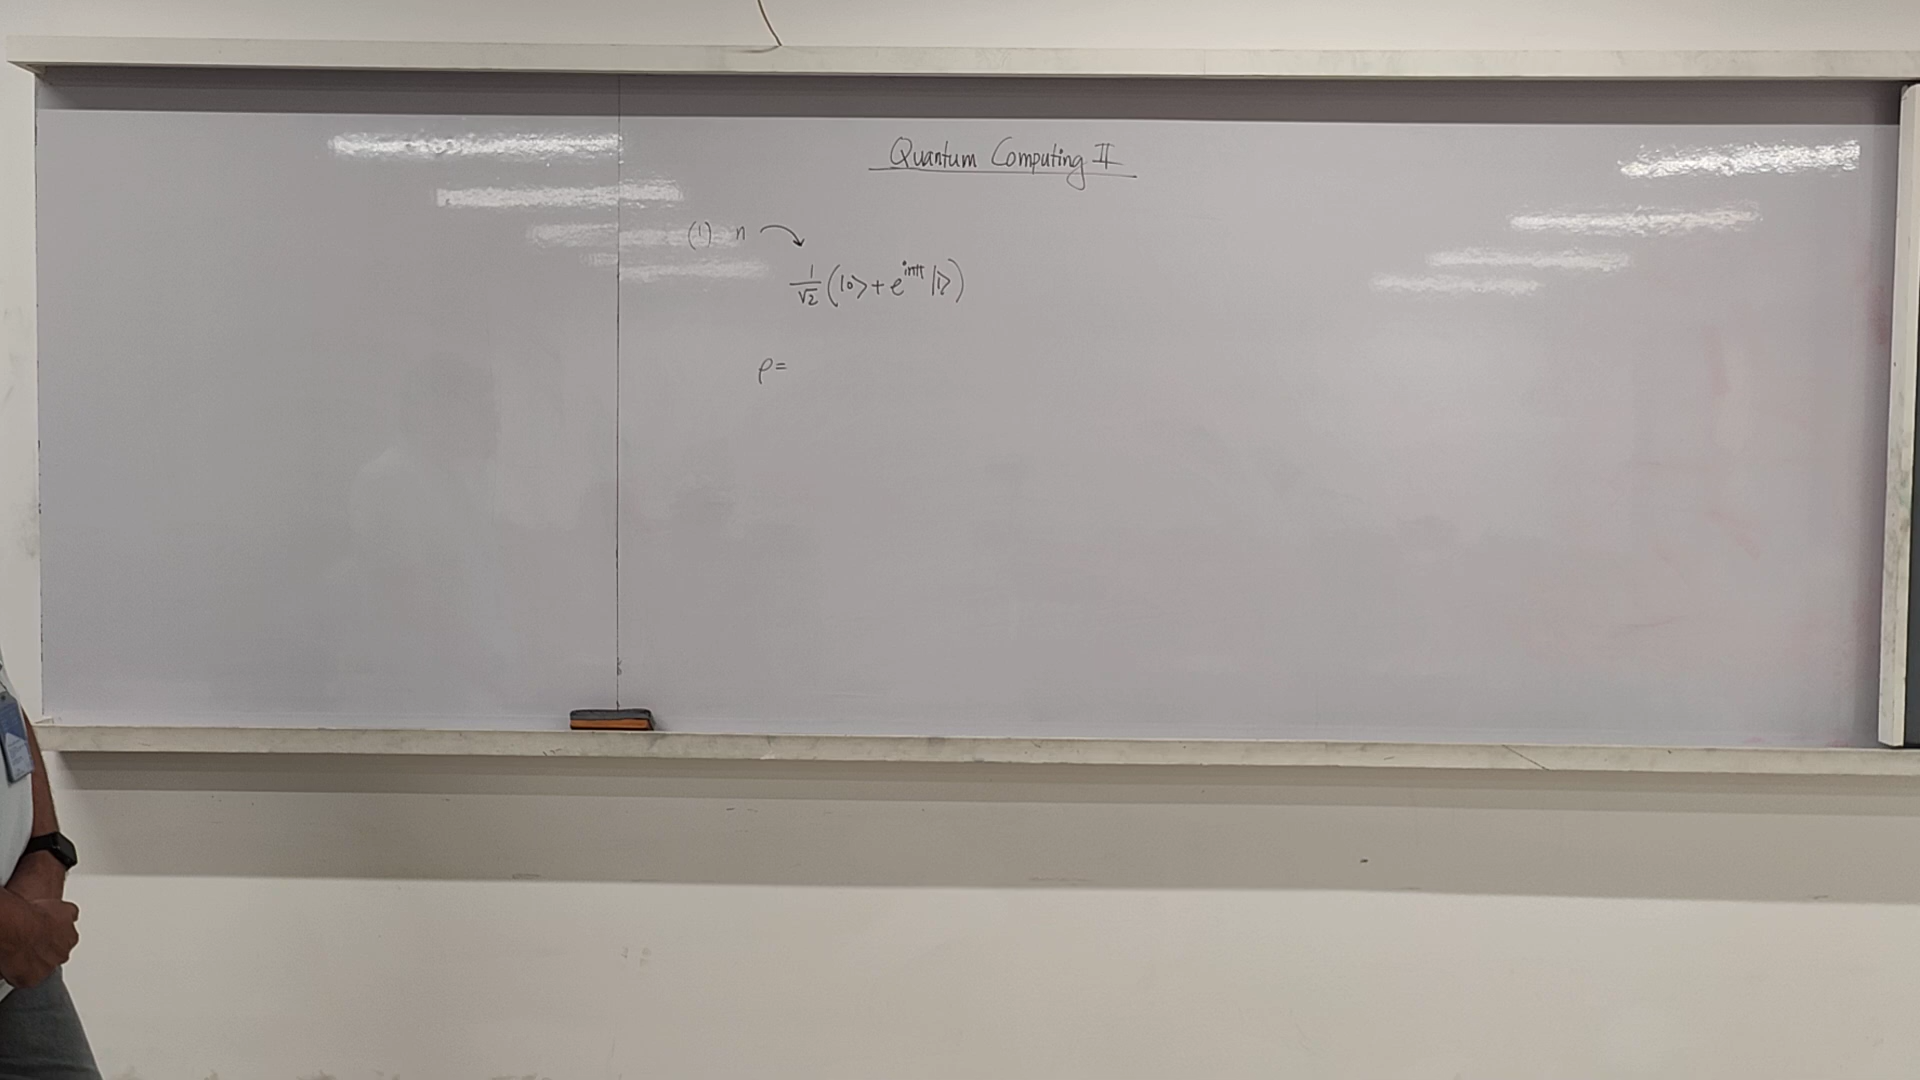 Quantum Computing II
(1) n
1/√2 (|0⟩ + e^{inπ} |1⟩)
ρ =